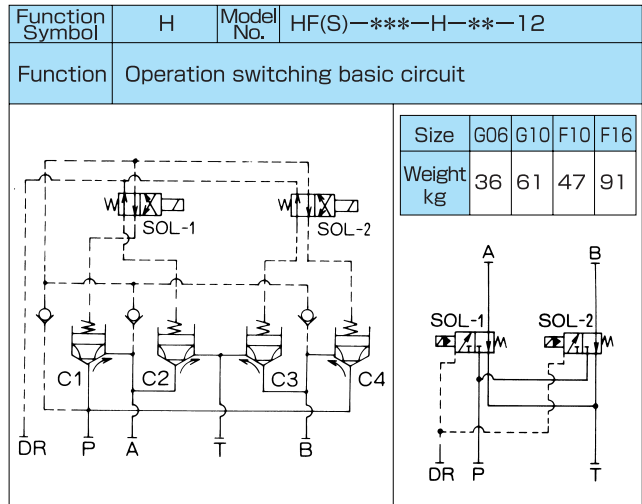 Function Symbol H Model No. HF(S)—***—H—**—12
Function Operation switching basic circuit
Size G06 G10 F10 F16
Weight kg 36 61 47 91
SOL-1 SOL-2
C1 C2 C3 C4
DR P A T B
A B
SOL-1 SOL-2
DR P T